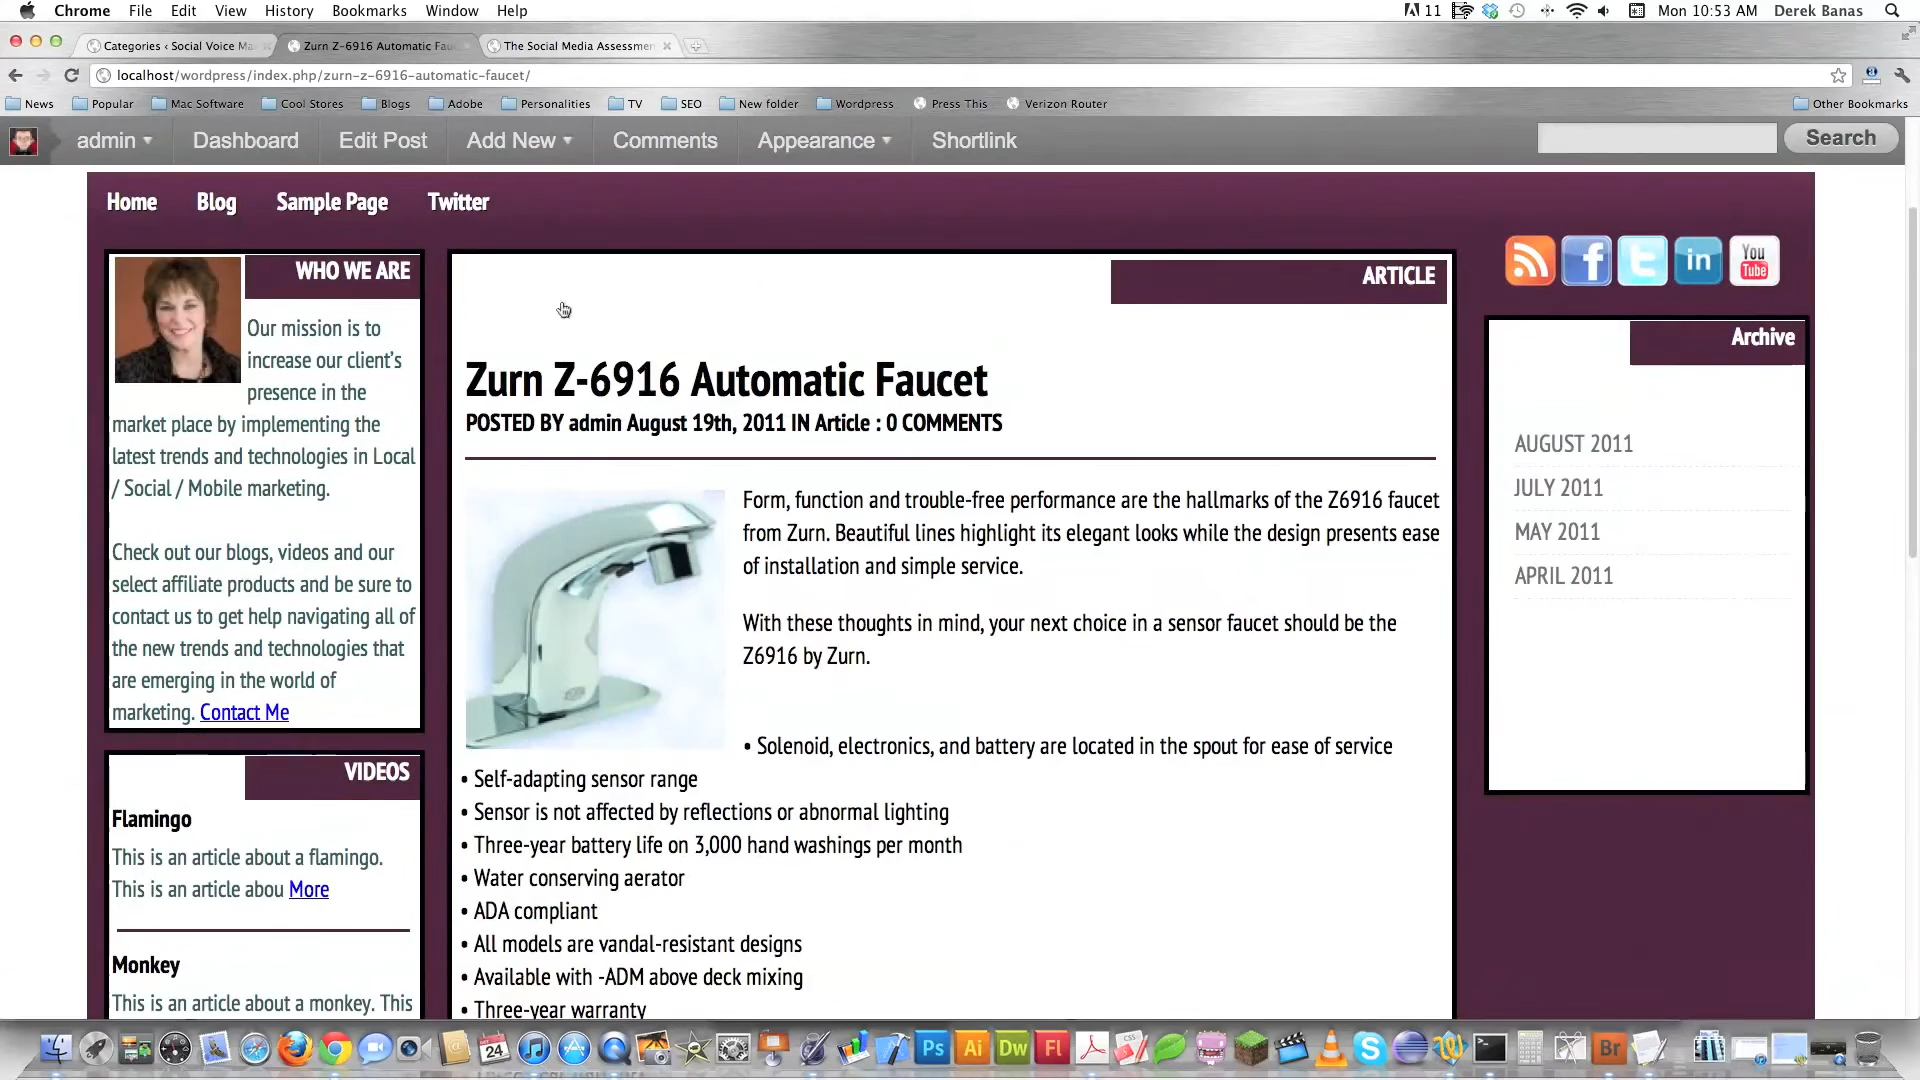 Chrome File Edit View History Bookmarks Window Help
11 Mon 10:53 AM Derek Banas
Categories ‹ Social Voice Ma
Zurn Z-6916 Automatic Fau
The Social Media Assessmen
localhost/wordpress/index.php/zurn-z-6916-automatic-faucet/
News Popular Mac Software Cool Stores Blogs Adobe Personalities TV SEO New folder Wordpress Press This Verizon Router Other Bookmarks
admin Dashboard Edit Post Add New Comments Appearance Shortlink Search
Home Blog Sample Page Twitter
WHO WE ARE
Our mission is to
increase our client's
presence in the
market place by implementing the
latest trends and technologies in Local
/ Social / Mobile marketing.
Check out our blogs, videos and our
select affiliate products and be sure to
contact us to get help navigating all of
the new trends and technologies that
are emerging in the world of
marketing. Contact Me
VIDEOS
Flamingo
This is an article about a flamingo.
This is an article abou More
Monkey
This is an article about a monkey. This
ARTICLE
Zurn Z-6916 Automatic Faucet
POSTED BY admin August 19th, 2011 IN Article : 0 COMMENTS
Form, function and trouble-free performance are the hallmarks of the Z6916 faucet
from Zurn. Beautiful lines highlight its elegant looks while the design presents ease
of installation and simple service.
With these thoughts in mind, your next choice in a sensor faucet should be the
Z6916 by Zurn.
• Solenoid, electronics, and battery are located in the spout for ease of service
• Self-adapting sensor range
• Sensor is not affected by reflections or abnormal lighting
• Three-year battery life on 3,000 hand washings per month
• Water conserving aerator
• ADA compliant
• All models are vandal-resistant designs
• Available with -ADM above deck mixing
• Three-year warranty
You
Tube
in
Archive
AUGUST 2011
JULY 2011
MAY 2011
APRIL 2011
24
Ps Ai Dw Fl
Br